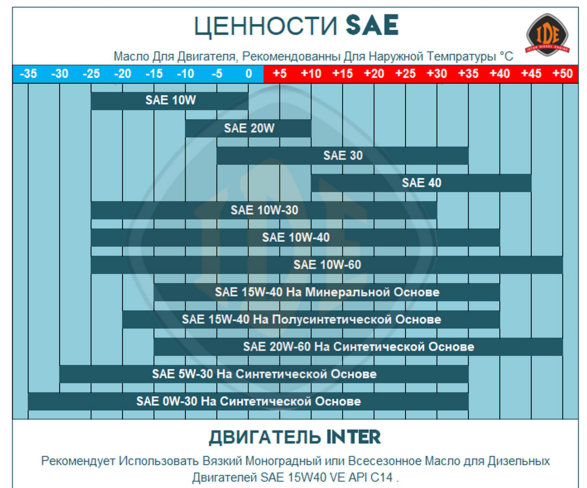 ЦЕННОСТИ SAE
IDE
Масло Для Двигателя, Рекомендованны Для Наружной Темпратуры °C
-35 -30 -25 -20 -15 -10 -5 0 +5 +10 +15 +20 +25 +30 +35 +40 +45 +50
SAE 10W
SAE 20W
SAE 30
SAE 40
SAE 10W-30
SAE 10W-40
SAE 10W-60
SAE 15W-40 На Минеральной Основе
SAE 15W-40 На Полусинтетической Основе
SAE 20W-60 На Синтетической Основе
SAE 5W-30 На Синтетической Основе
SAE 0W-30 На Синтетической Основе
ДВИГАТЕЛЬ INTER
Рекомендует Использовать Вязкий Моноградный или Всесезонное Масло для Дизельных
Двигателей SAE 15W40 VE API C14 .